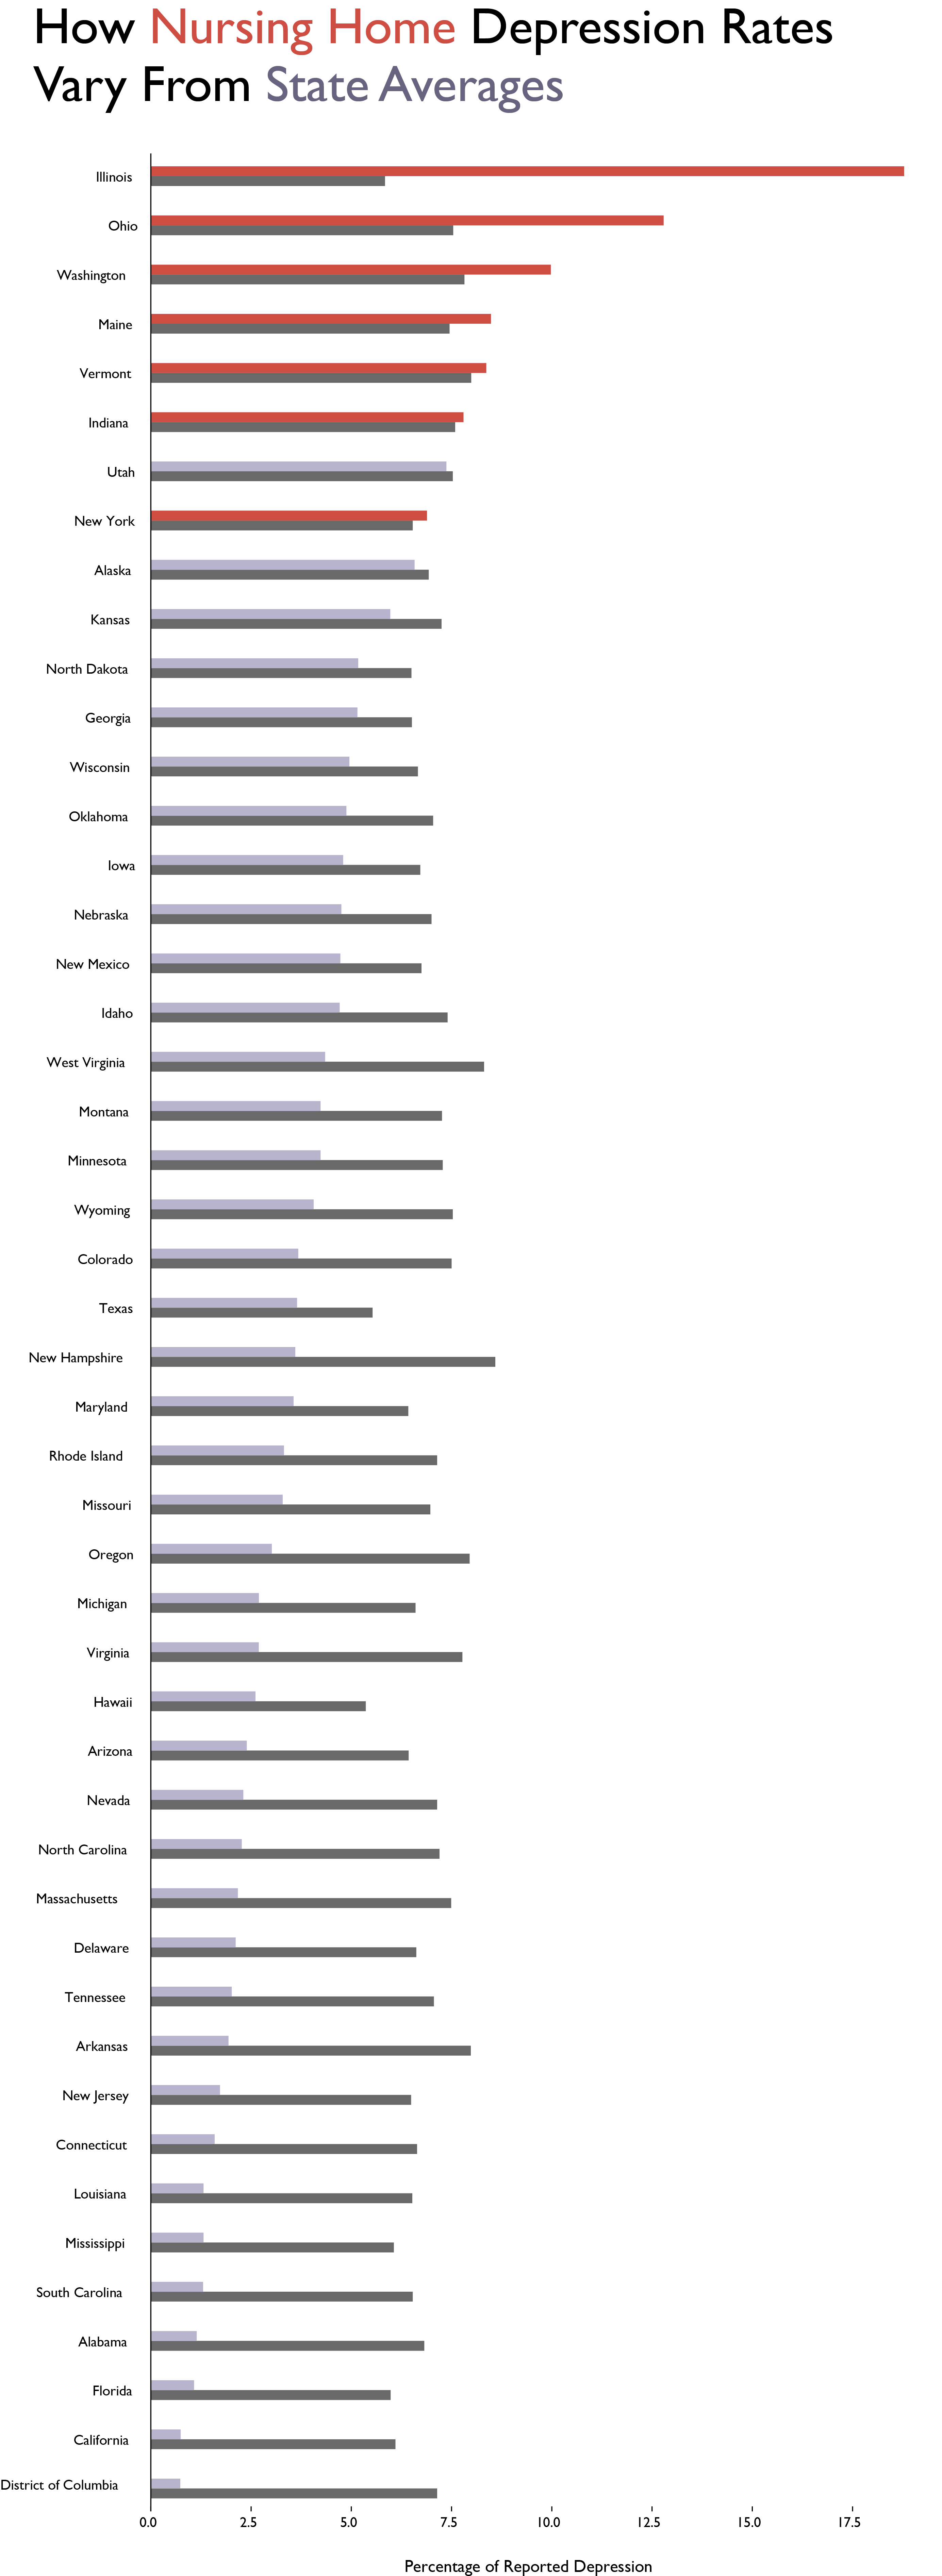 How Nursing Home Depression Rates
Vary From State Averages
Illinois
Ohio
Washington
Maine
Vermont
Indiana
Utah
New York
Alaska
Kansas
North Dakota
Georgia
Wisconsin
Oklahoma
Iowa
Nebraska
New Mexico
Idaho
West Virginia
Montana
Minnesota
Wyoming
Colorado
Texas
New Hampshire
Maryland
Rhode Island
Missouri
Oregon
Michigan
Virginia
Hawaii
Arizona
Nevada
North Carolina
Massachusetts
Delaware
Tennessee
Arkansas
New Jersey
Connecticut
Louisiana
Mississippi
South Carolina
Alabama
Florida
California
District of Columbia
0.0 2.5 5.0 7.5 10.0 12.5 15.0 17.5
Percentage of Reported Depression